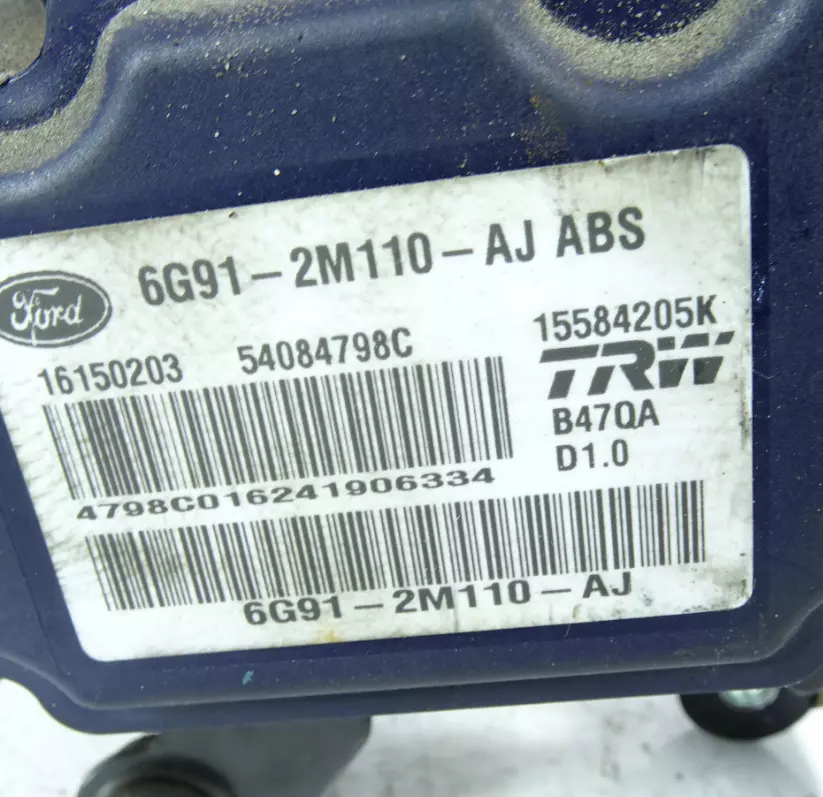 6G91-2M110-AJ ABS
Ford
16150203 54084798C 15584205K
TRW
B47QA
D1.0
4798C016241906334
6G91-2M110-AJ